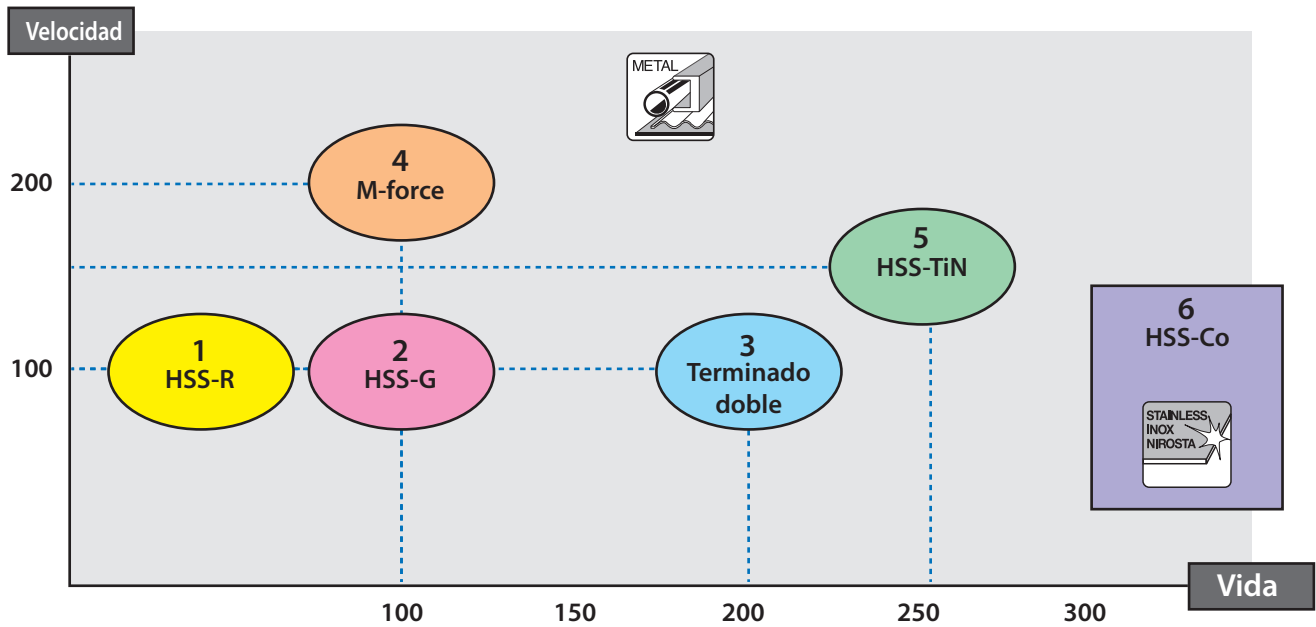 Velocidad
METAL
4
M-force
200
5
HSS-TiN
6
HSS-Co
1
HSS-R
2
HSS-G
3
Terminado
doble
100
STAINLESS
INOX
NIROSTA
Vida
100
150
200
250
300